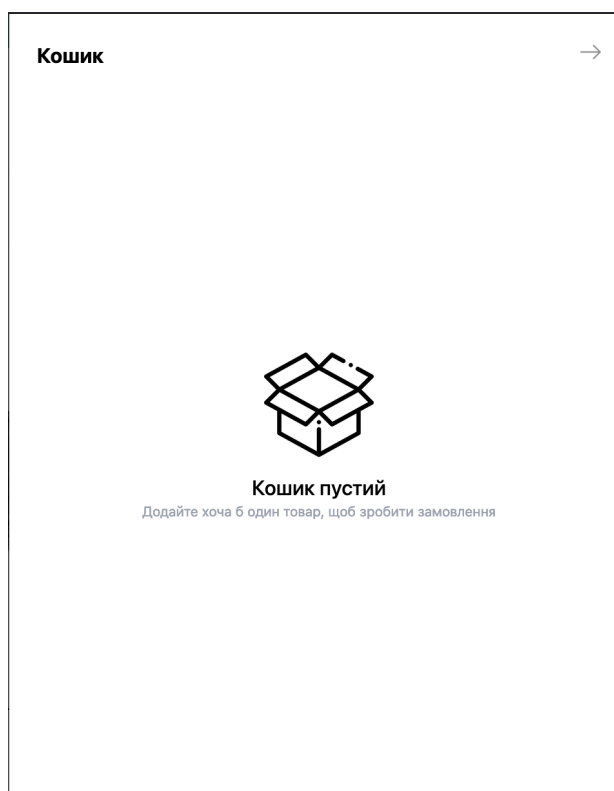 Кошик
Кошик пустий
Додайте хоча б один товар, щоб зробити замовлення